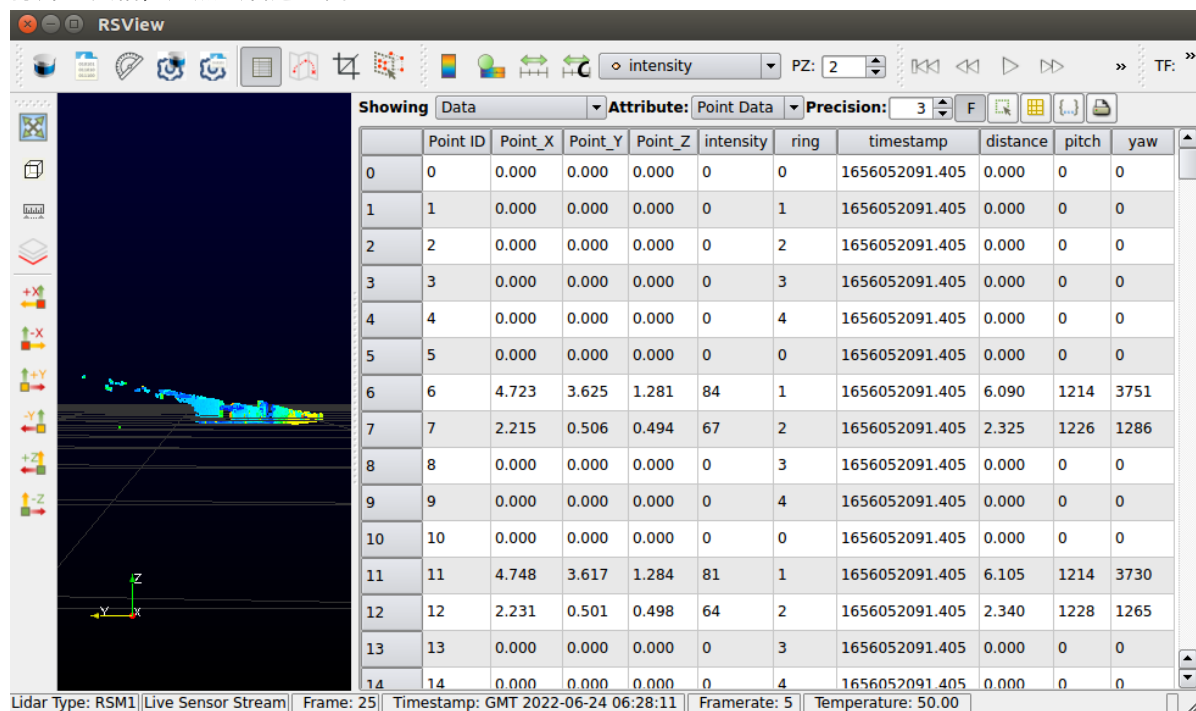 RSView
intensity PZ: 2 » TF: »
Showing Data Attribute: Point Data Precision: 3 F {...}
Point ID Point_X Point_Y Point_Z intensity ring timestamp distance pitch yaw
0 0 0.000 0.000 0.000 0 0 1656052091.405 0.000 0 0
1 1 0.000 0.000 0.000 0 1 1656052091.405 0.000 0 0
2 2 0.000 0.000 0.000 0 2 1656052091.405 0.000 0 0
3 3 0.000 0.000 0.000 0 3 1656052091.405 0.000 0 0
4 4 0.000 0.000 0.000 0 4 1656052091.405 0.000 0 0
5 5 0.000 0.000 0.000 0 0 1656052091.405 0.000 0 0
6 6 4.723 3.625 1.281 84 1 1656052091.405 6.090 1214 3751
7 7 2.215 0.506 0.494 67 2 1656052091.405 2.325 1226 1286
8 8 0.000 0.000 0.000 0 3 1656052091.405 0.000 0 0
9 9 0.000 0.000 0.000 0 4 1656052091.405 0.000 0 0
10 10 0.000 0.000 0.000 0 0 1656052091.405 0.000 0 0
11 11 4.748 3.617 1.284 81 1 1656052091.405 6.105 1214 3730
12 12 2.231 0.501 0.498 64 2 1656052091.405 2.340 1228 1265
13 13 0.000 0.000 0.000 0 3 1656052091.405 0.000 0 0
14 14 0.000 0.000 0.000 0 4 1656052091.405 0.000 0 0
+X
-X
+Y
-Y
+Z
-Z
Z
Y X
Lidar Type: RSM1 Live Sensor Stream Frame: 25 Timestamp: GMT 2022-06-24 06:28:11 Framerate: 5 Temperature: 50.00